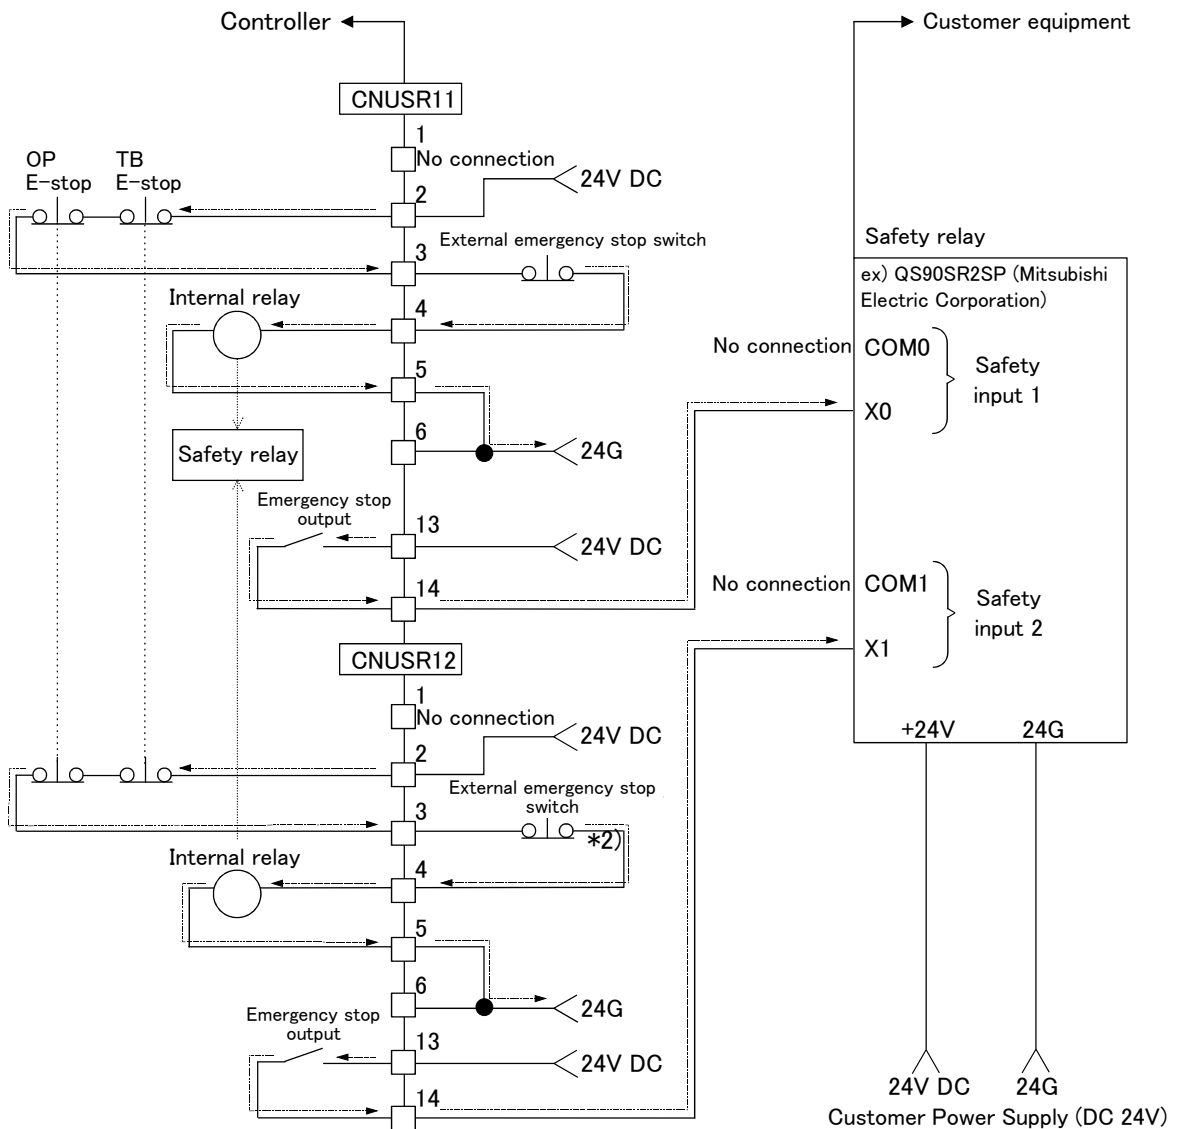 Controller
Customer equipment
CNUSR11
1
No connection
OP
E-stop
TB
E-stop
24V DC
2
External emergency stop switch
3
Internal relay
4
5
6
24G
Safety relay
Emergency stop
output
13
24V DC
14
Safety relay
ex) QS90SR2SP (Mitsubishi
Electric Corporation)
No connection
COM0
X0
Safety
input 1
No connection
COM1
X1
Safety
input 2
+24V
24G
CNUSR12
1
No connection
24V DC
2
External emergency stop
switch
*2)
3
Internal relay
4
5
6
24G
Emergency stop
output
13
24V DC
14
24V DC
24G
Customer Power Supply (DC 24V)